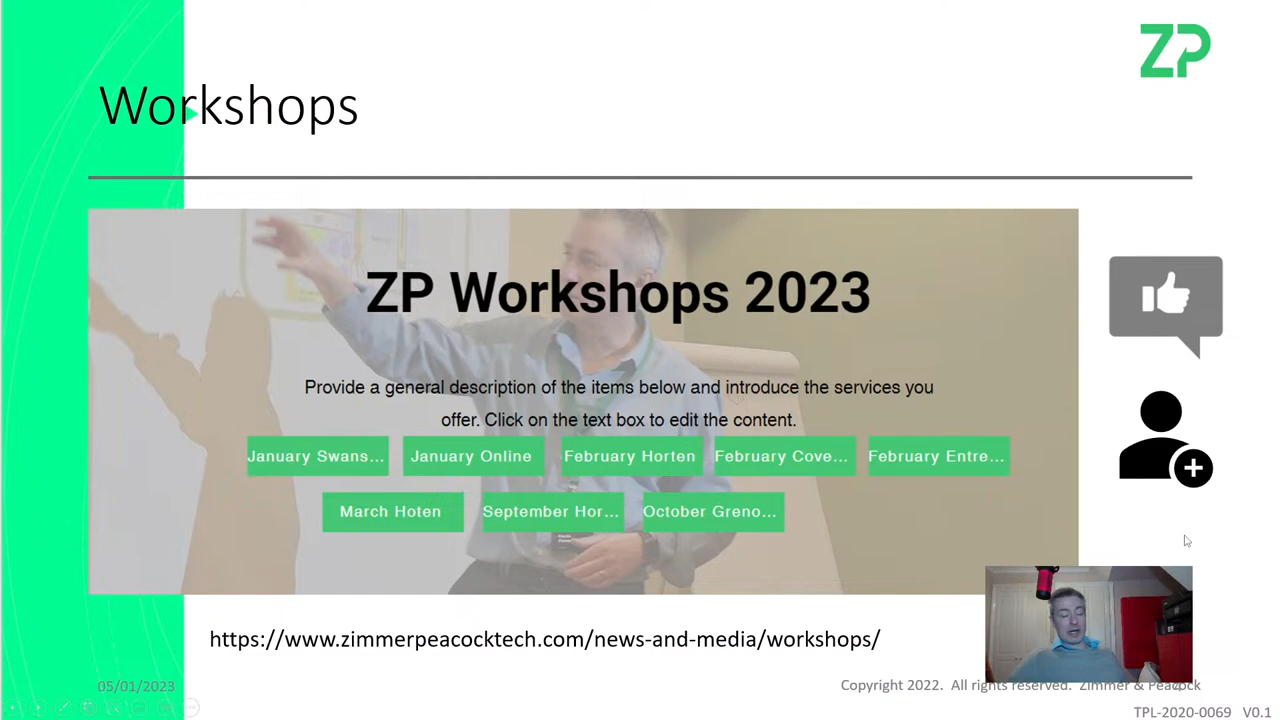 ZP
Workshops
ZP Workshops 2023
Provide a general description of the items below and introduce the services you
offer. Click on the text box to edit the content.
January Swans...
January Online
February Horten
February Cove...
February Entre...
March Hoten
September Hor...
October Greno...
https://www.zimmerpeacocktech.com/news-and-media/workshops/
05/01/2023
Copyright 2022. All rights reserved. Zimmer & Peacock
TPL-2020-0069 V0.1